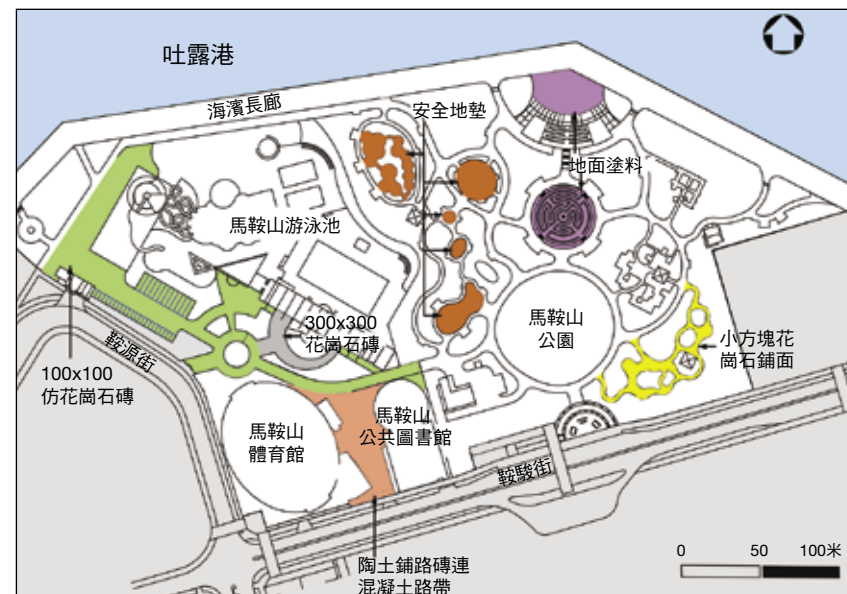 吐露港
海濱長廊
安全地墊
地面塗料
馬鞍山游泳池
300x300
花崗石磚
馬鞍山
公園
小方塊花
崗石鋪面
鞍源街
100x100
仿花崗石磚
馬鞍山
體育館
馬鞍山
公共圖書館
鞍駿街
陶土鋪路磚連
混凝土路帶
0 50 100米